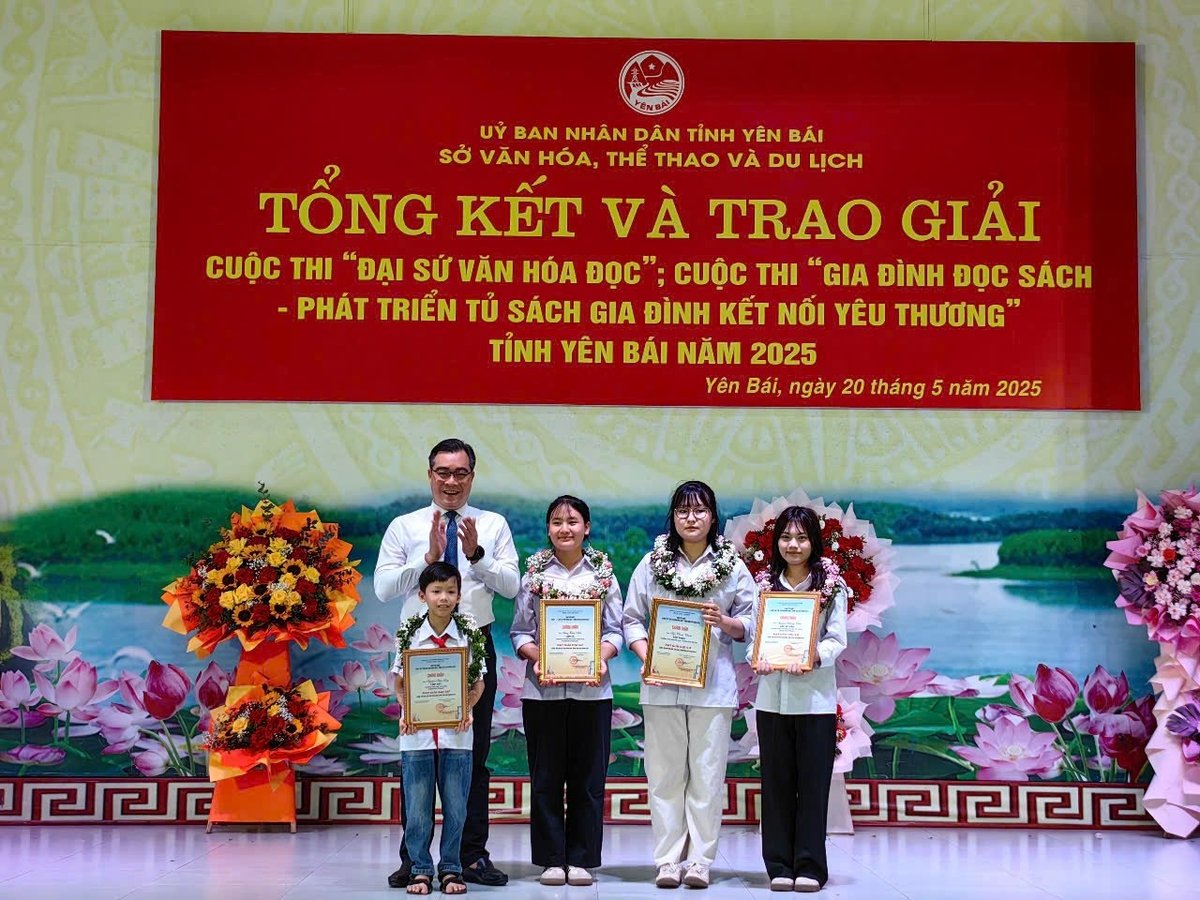 YÊN BÁI
UỶ BAN NHÂN DÂN TỈNH YÊN BÁI
SỞ VĂN HÓA, THỂ THAO VÀ DU LỊCH
TỔNG KẾT VÀ TRAO GIẢI
CUỘC THI “ĐẠI SỨ VĂN HÓA ĐỌC”; CUỘC THI “GIA ĐÌNH ĐỌC SÁCH
- PHÁT TRIỂN TỦ SÁCH GIA ĐÌNH KẾT NỐI YÊU THƯƠNG”
TỈNH YÊN BÁI NĂM 2025
Yên Bái, ngày 20 tháng 5 năm 2025